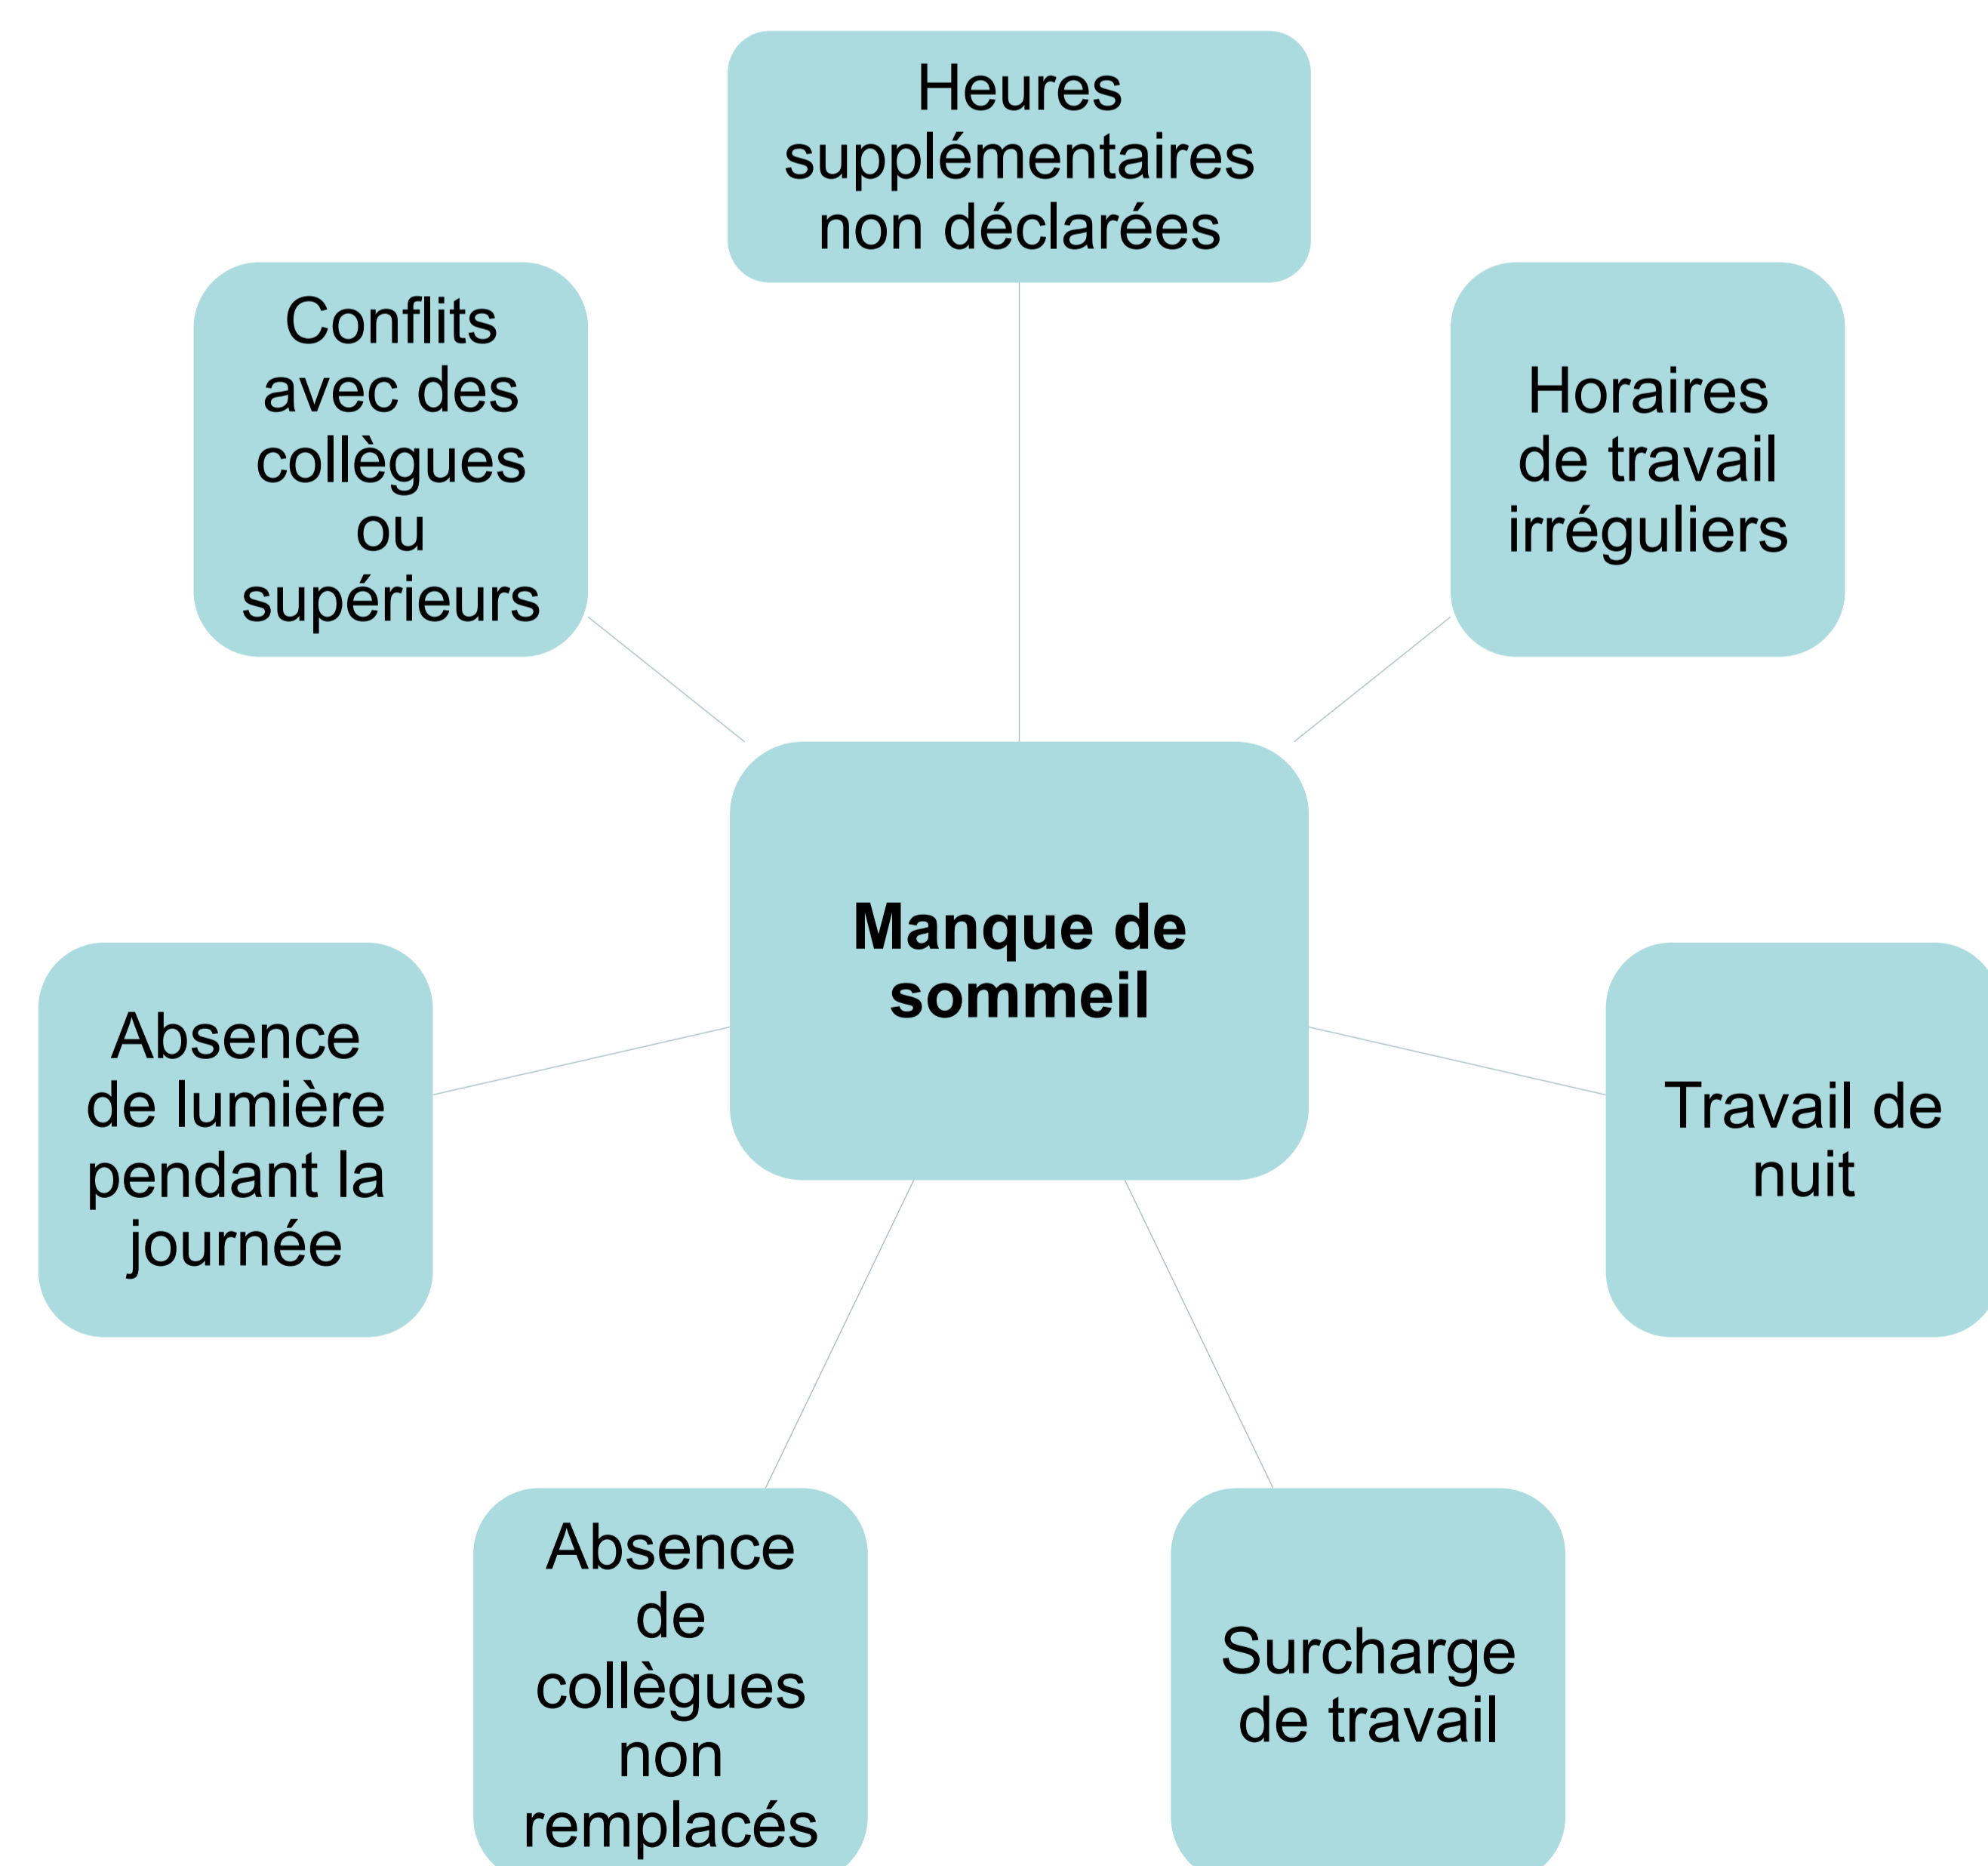 Heures
supplémentaires
non déclarées
Conflits
avec des
collègues
ou
supérieurs
Horaires
de travail
irréguliers
Manque de
sommeil
Absence
de lumière
pendant la
journée
Travail de
nuit
Absence
de
collègues
non
remplacés
Surcharge
de travail